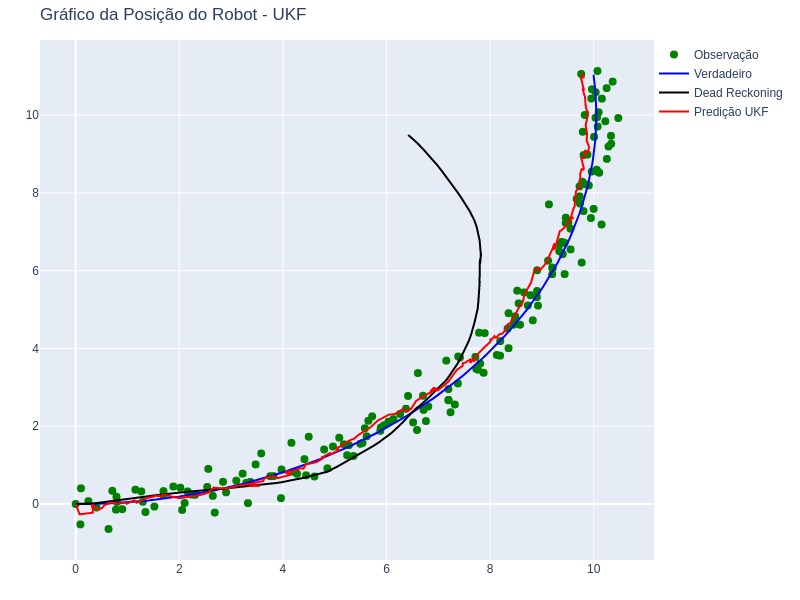 Gráfico da Posição do Robot - UKF
Observação
Verdadeiro
Dead Reckoning
Predição UKF
10
8
6
4
2
0
0 2 4 6 8 10